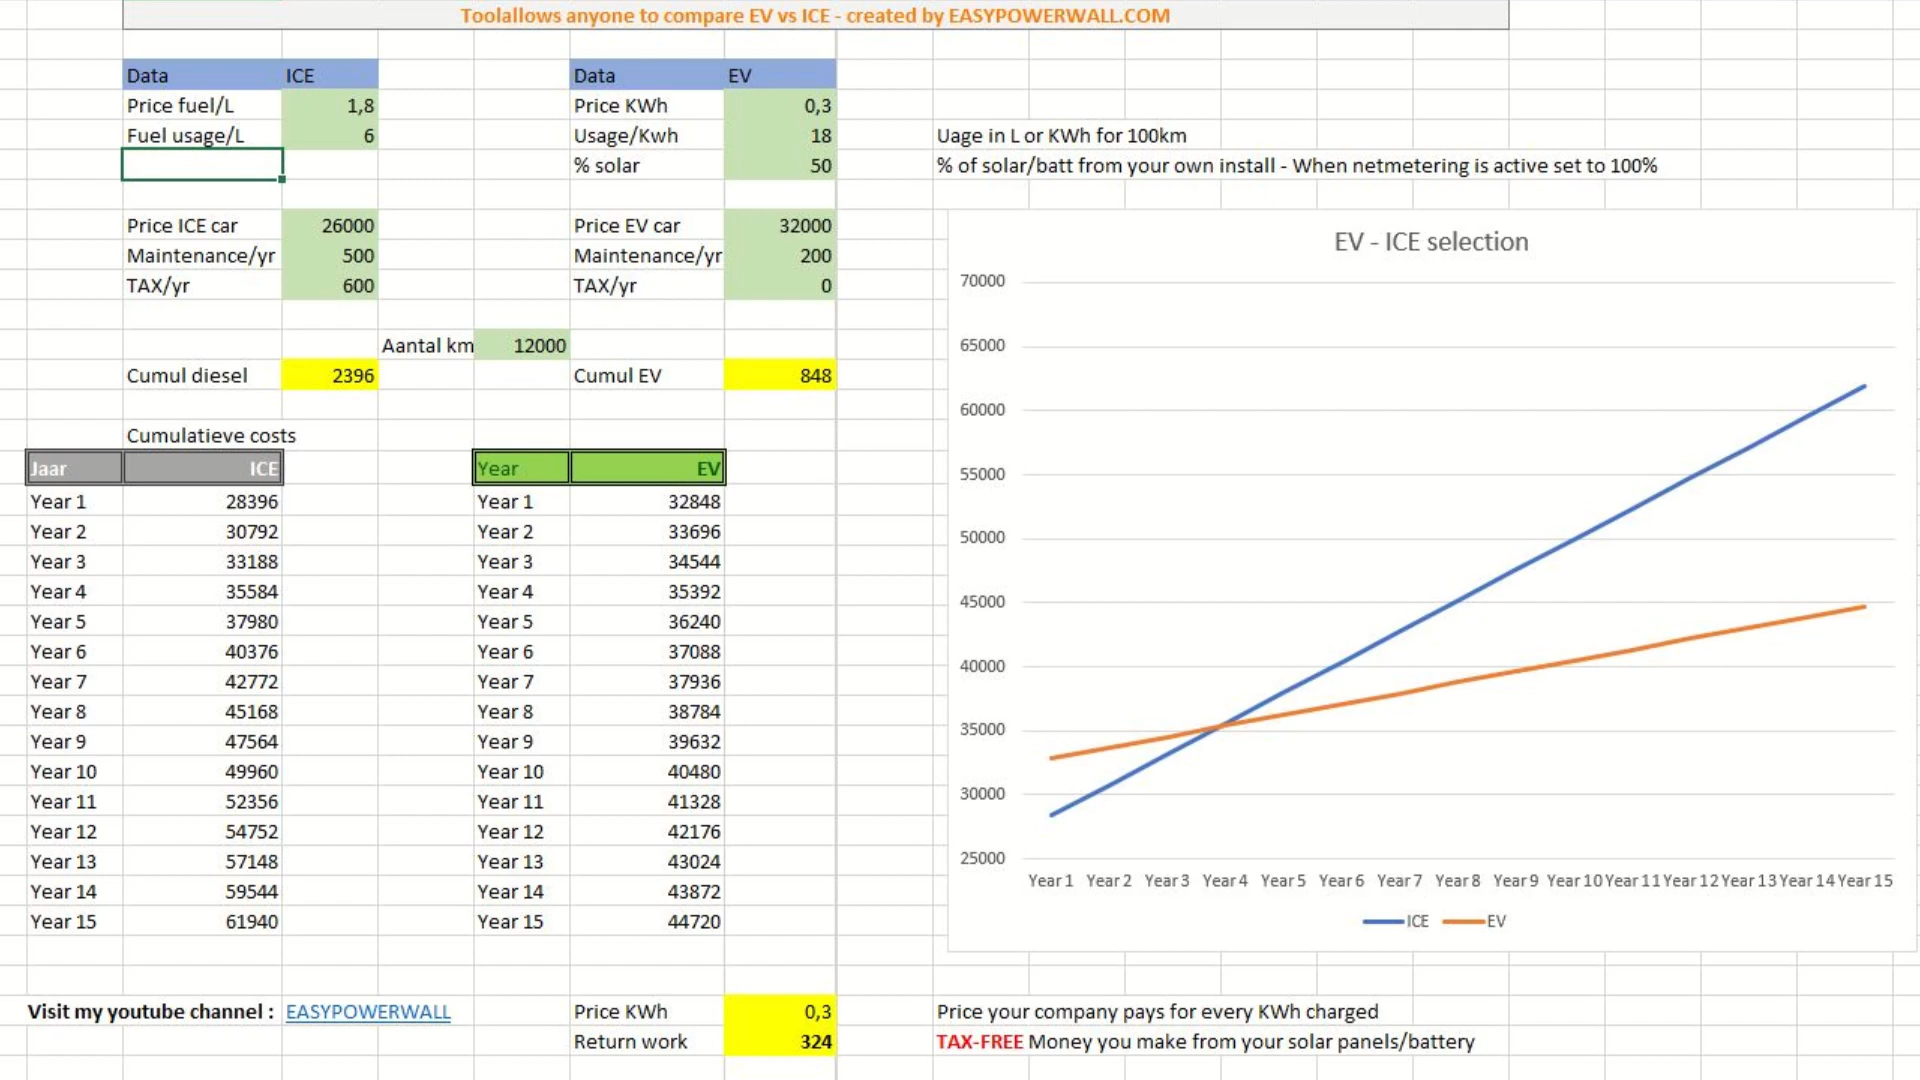 Toolallows anyone to compare EV vs ICE - created by EASYPOWERWALL.COM
Data ICE Data EV
Price fuel/L 1,8 Price KWh 0,3
Fuel usage/L 6 Usage/Kwh 18 Uage in L or KWh for 100km
% solar 50 % of solar/batt from your own install - When netmetering is active set to 100%
Price ICE car 26000 Price EV car 32000
Maintenance/yr 500 Maintenance/yr 200
TAX/yr 600 TAX/yr 0
Aantal km 12000
Cumul diesel 2396 Cumul EV 848
Cumulatieve costs
Jaar ICE Year EV
Year 1 28396 Year 1 32848
Year 2 30792 Year 2 33696
Year 3 33188 Year 3 34544
Year 4 35584 Year 4 35392
Year 5 37980 Year 5 36240
Year 6 40376 Year 6 37088
Year 7 42772 Year 7 37936
Year 8 45168 Year 8 38784
Year 9 47564 Year 9 39632
Year 10 49960 Year 10 40480
Year 11 52356 Year 11 41328
Year 12 54752 Year 12 42176
Year 13 57148 Year 13 43024
Year 14 59544 Year 14 43872
Year 15 61940 Year 15 44720
EV - ICE selection
70000
65000
60000
55000
50000
45000
40000
35000
30000
25000
Year 1 Year 2 Year 3 Year 4 Year 5 Year 6 Year 7 Year 8 Year 9 Year 10 Year 11 Year 12 Year 13 Year 14 Year 15
ICE EV
Visit my youtube channel : EASYPOWERWALL Price KWh 0,3 Price your company pays for every KWh charged
Return work 324 TAX-FREE Money you make from your solar panels/battery